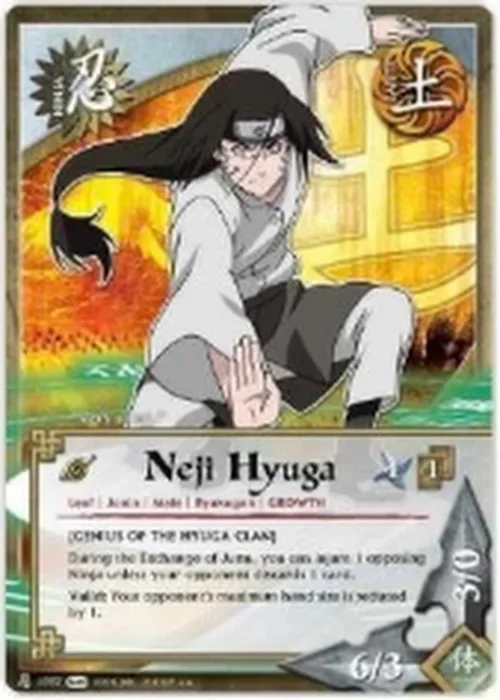 忍
NINJA
土
Neji Hyuga
1
Leaf | Jonin | Male | Byakugan | GROWTH
[GENIUS OF THE HYUGA CLAN]
During the Exchange of Jutsu, you can injure 1 opposing
Ninja unless your opponent discards 1 card.
Valid: Your opponent's maximum hand size is reduced
by 1.
3/0
6/3
体